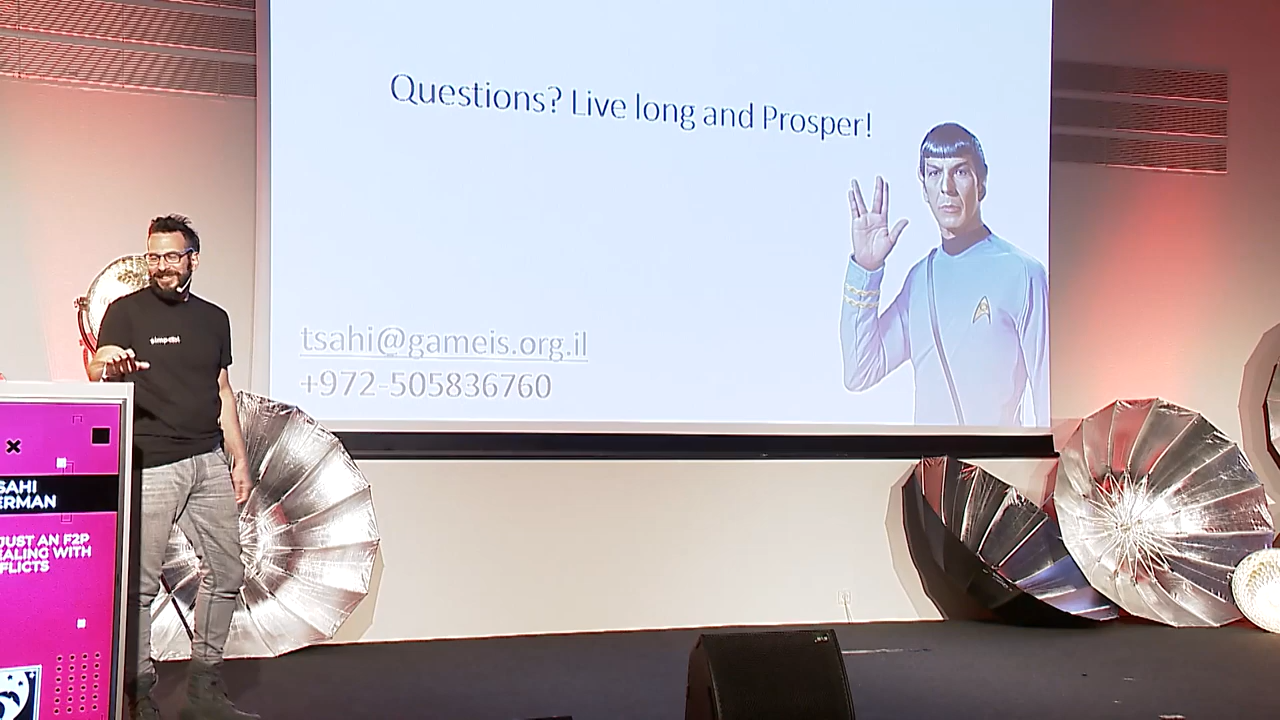 Questions? Live long and Prosper!
tsahi@gameis.org.il
+972-505836760
SAHI
ERMAN
JUST AN F2P
EALING WITH
FLICTS